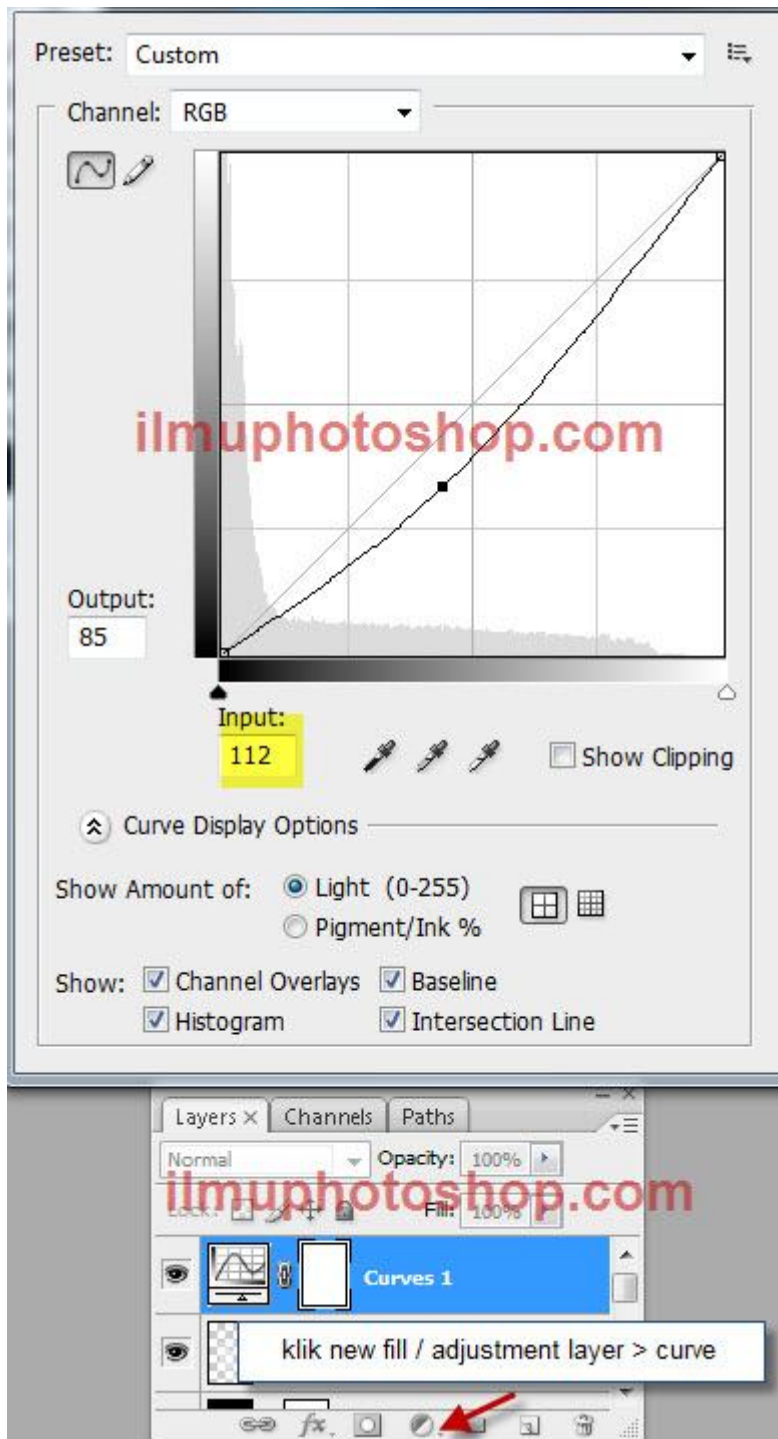 Preset: Custom
Channel: RGB
ilmuphotoshop.com
Output:
85
Input:
112
Show Clipping
Curve Display Options
Show Amount of: Light (0-255)
Pigment/Ink %
Show: Channel Overlays Baseline
Histogram Intersection Line
Layers × Channels Paths
Normal Opacity: 100%
ilmuphotoshop.com
Lock: Fill: 100%
Curves 1
klik new fill / adjustment layer > curve
fx.